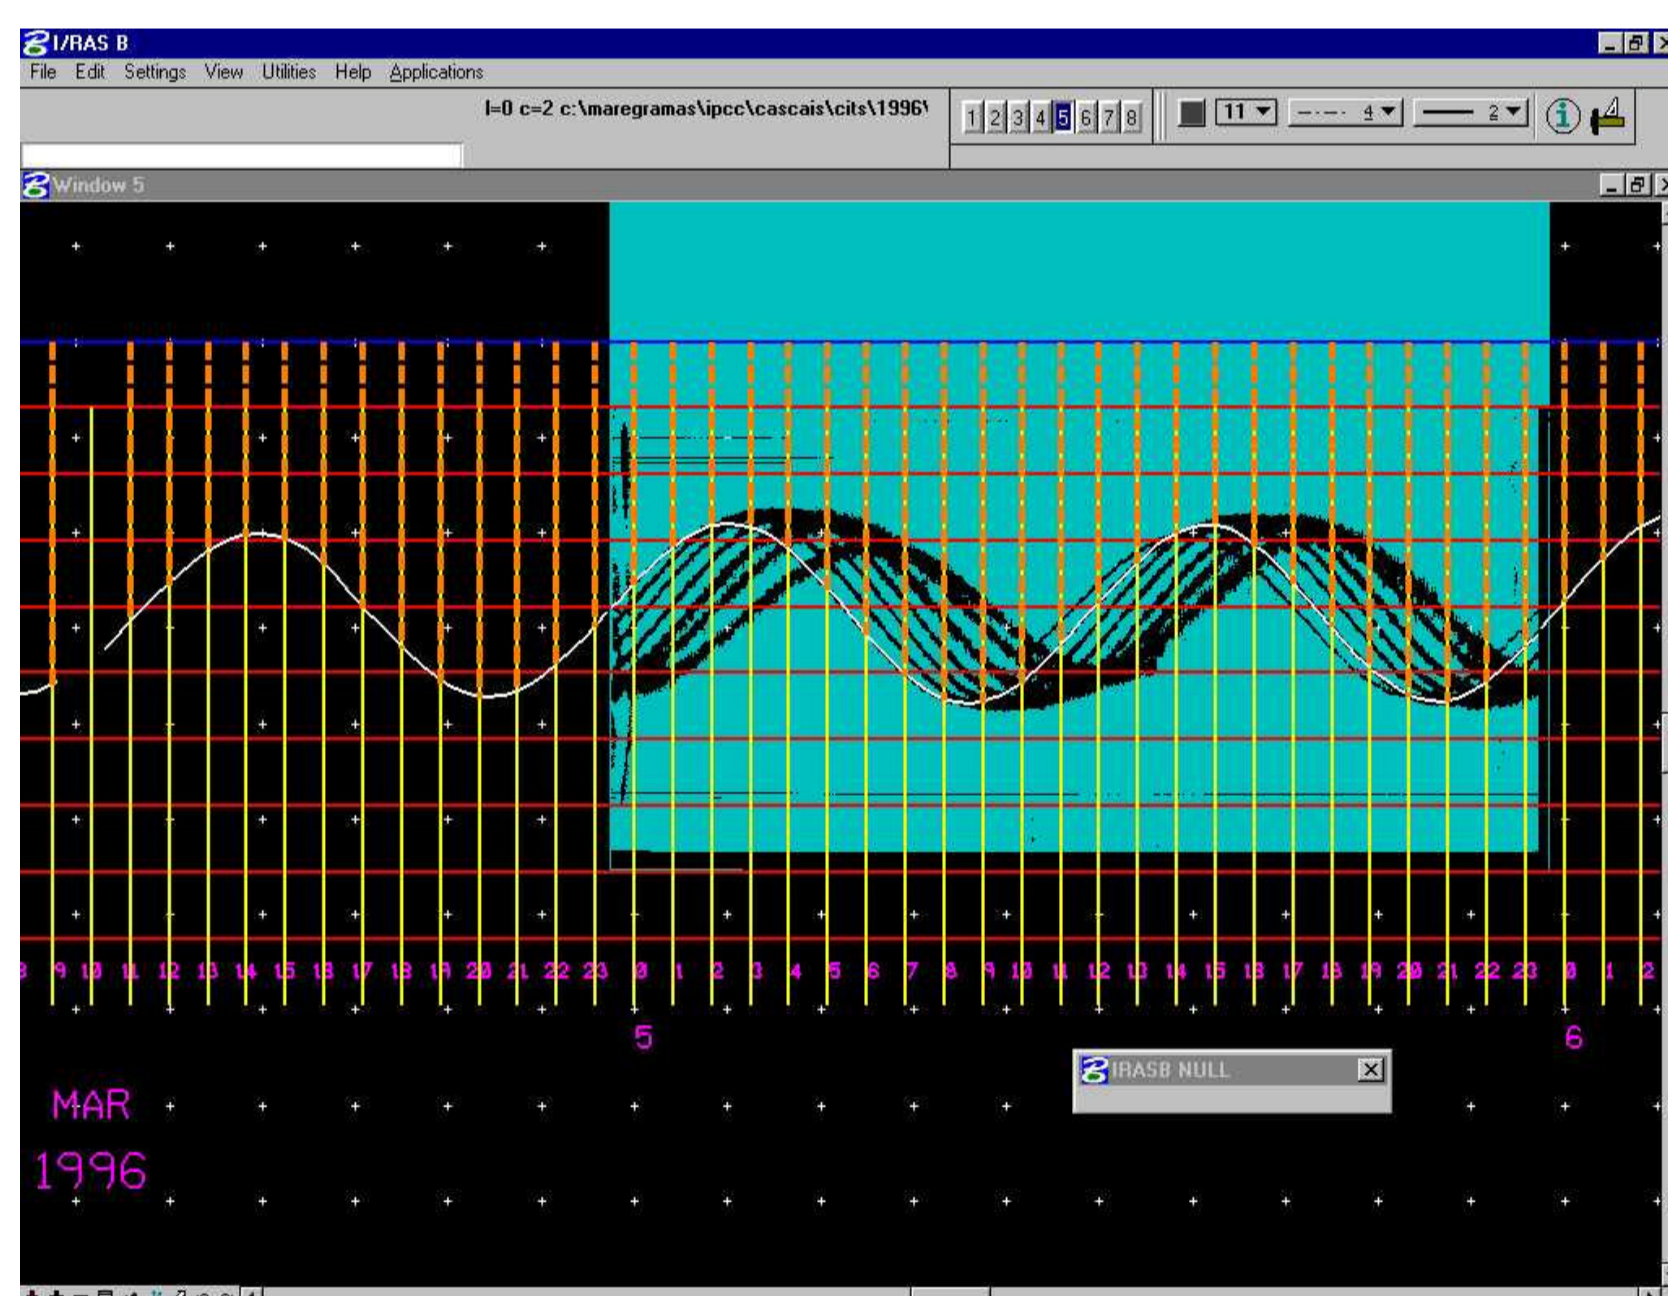 I/RAS B
File Edit Settings View Utilities Help Applications
l=0 c=2 c:\maregramas\ipcc\cascais\cits\1996\
1 2 3 4 5 6 7 8 11 4 2
Window 5
9 10 11 12 13 14 15 16 17 18 19 20 21 22 23 0 1 2 3 4 5 6 7 8 9 10 11 12 13 14 15 16 17 18 19 20 21 22 23 0 1 2
5 6
IRASB NULL
MAR
1996